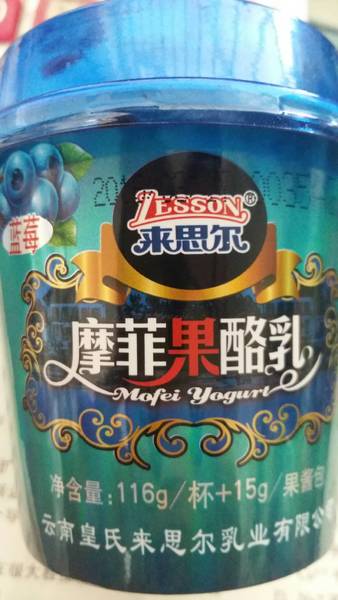 蓝莓
LESSON®
来思尔
摩菲果酪乳
Mofei Yogurt
净含量：116g/杯+15g/果酱包
云南皇氏来思尔乳业有限公